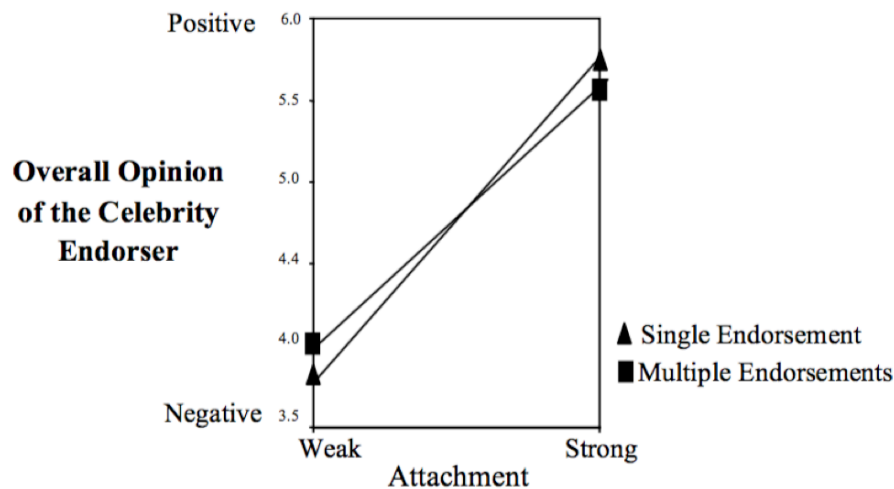 Positive
6.0
5.5
Overall Opinion
of the Celebrity
Endorser
5.0
4.4
4.0
Negative
3.5
Weak
Strong
Attachment
Single Endorsement
Multiple Endorsements